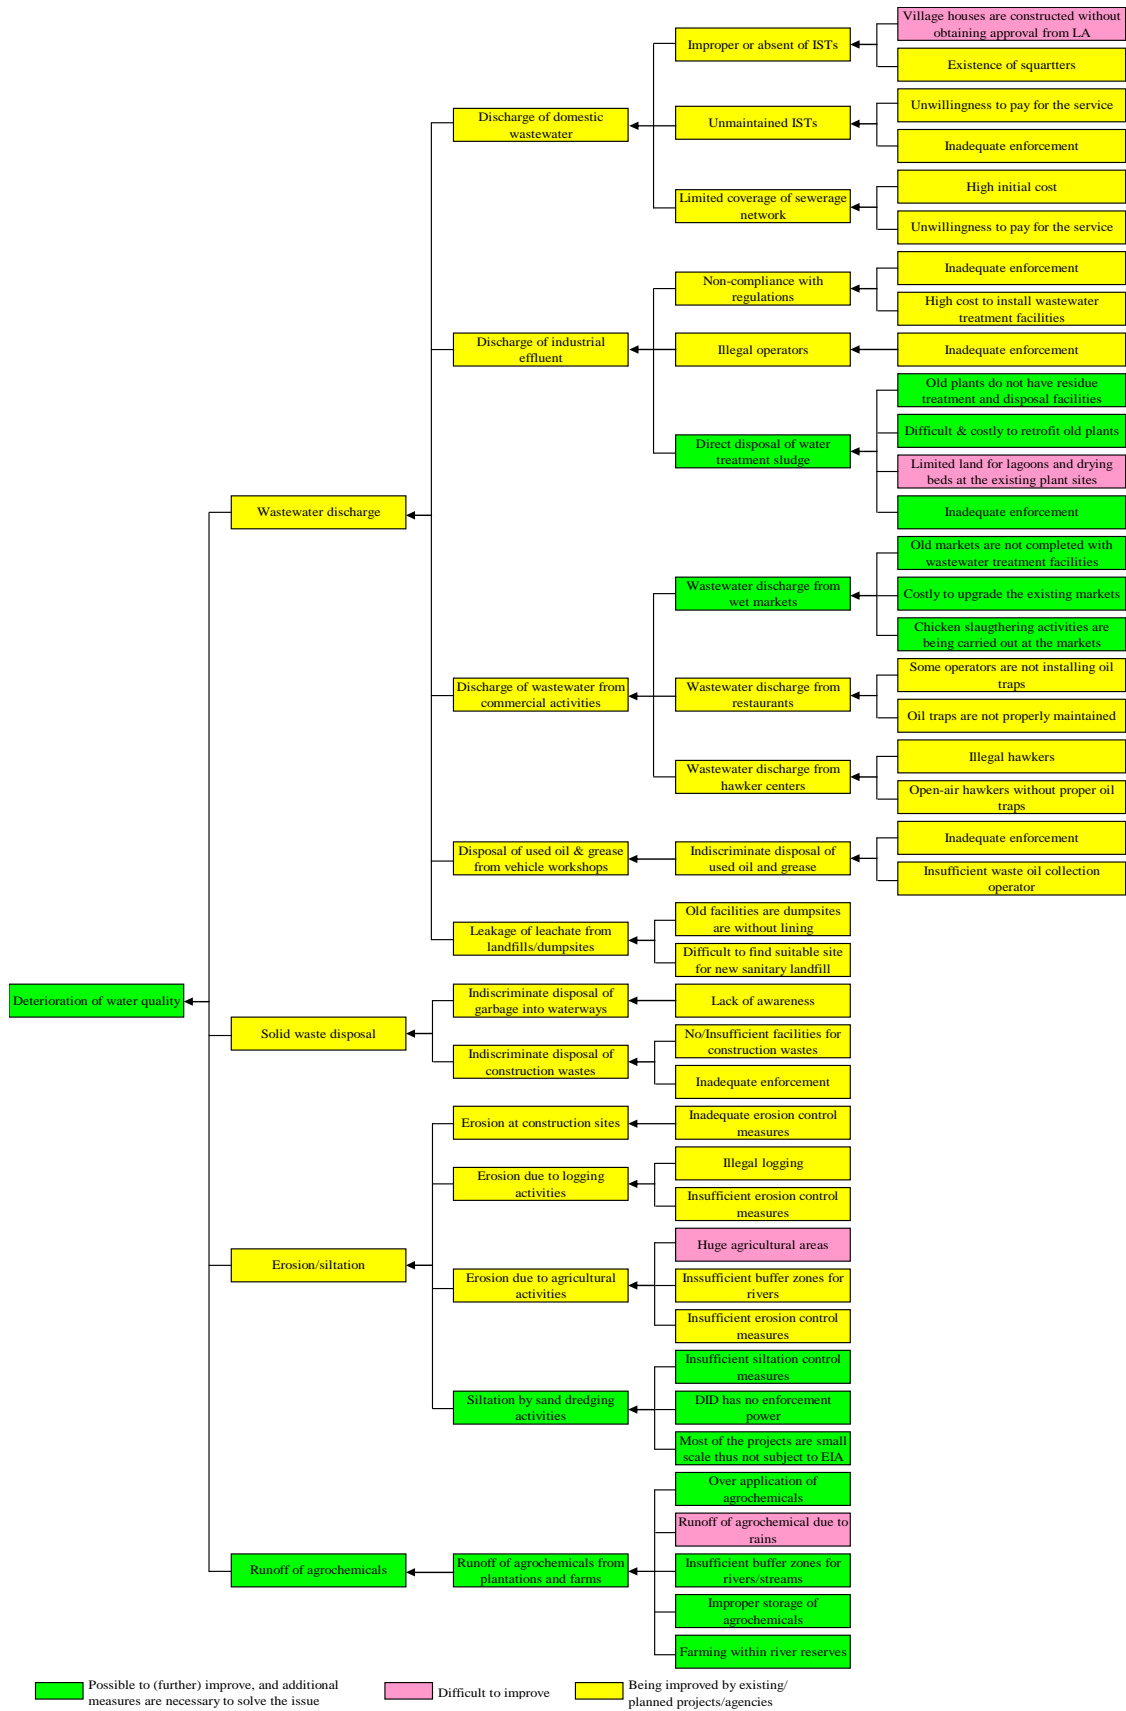 Village houses are constructed without
obtaining approval from LA
Improper or absent of ISTs
Existence of squartters
Unwillingness to pay for the service
Discharge of domestic
wastewater
Unmaintained ISTs
Inadequate enforcement
High initial cost
Limited coverage of sewerage
network
Unwillingness to pay for the service
Inadequate enforcement
Non-compliance with
regulations
High cost to install wastewater
treatment facilities
Discharge of industrial
effluent
Illegal operators
Inadequate enforcement
Old plants do not have residue
treatment and disposal facilities
Difficult & costly to retrofit old plants
Direct disposal of water
treatment sludge
Limited land for lagoons and drying
beds at the existing plant sites
Wastewater discharge
Inadequate enforcement
Old markets are not completed with
wastewater treatment facilities
Wastewater discharge from
wet markets
Costly to upgrade the existing markets
Chicken slaugthering activities are
being carried out at the markets
Some operators are not installing oil
traps
Discharge of wastewater from
commercial activities
Wastewater discharge from
restaurants
Oil traps are not properly maintained
Illegal hawkers
Wastewater discharge from
hawker centers
Open-air hawkers without proper oil
traps
Inadequate enforcement
Disposal of used oil & grease
from vehicle workshops
Indiscriminate disposal of
used oil and grease
Insufficient waste oil collection
operator
Old facilities are dumpsites
are without lining
Leakage of leachate from
landfills/dumpsites
Difficult to find suitable site
for new sanitary landfill
Deterioration of water quality
Indiscriminate disposal of
garbage into waterways
Lack of awareness
Solid waste disposal
No/Insufficient facilities for
construction wastes
Indiscriminate disposal of
construction wastes
Inadequate enforcement
Erosion at construction sites
Inadequate erosion control
measures
Illegal logging
Erosion due to logging
activities
Insufficient erosion control
measures
Huge agricultural areas
Erosion/siltation
Erosion due to agricultural
activities
Inssufficient buffer zones for
rivers
Insufficient erosion control
measures
Insufficient siltation control
measures
Siltation by sand dredging
activities
DID has no enforcement
power
Most of the projects are small
scale thus not subject to EIA
Over application of
agrochemicals
Runoff of agrochemical due to
rains
Runoff of agrochemicals
Runoff of agrochemicals from
plantations and farms
Insufficient buffer zones for
rivers/streams
Improper storage of
agrochemicals
Farming within river reserves
Possible to (further) improve, and additional
measures are necessary to solve the issue
Difficult to improve
Being improved by existing/
planned projects/agencies